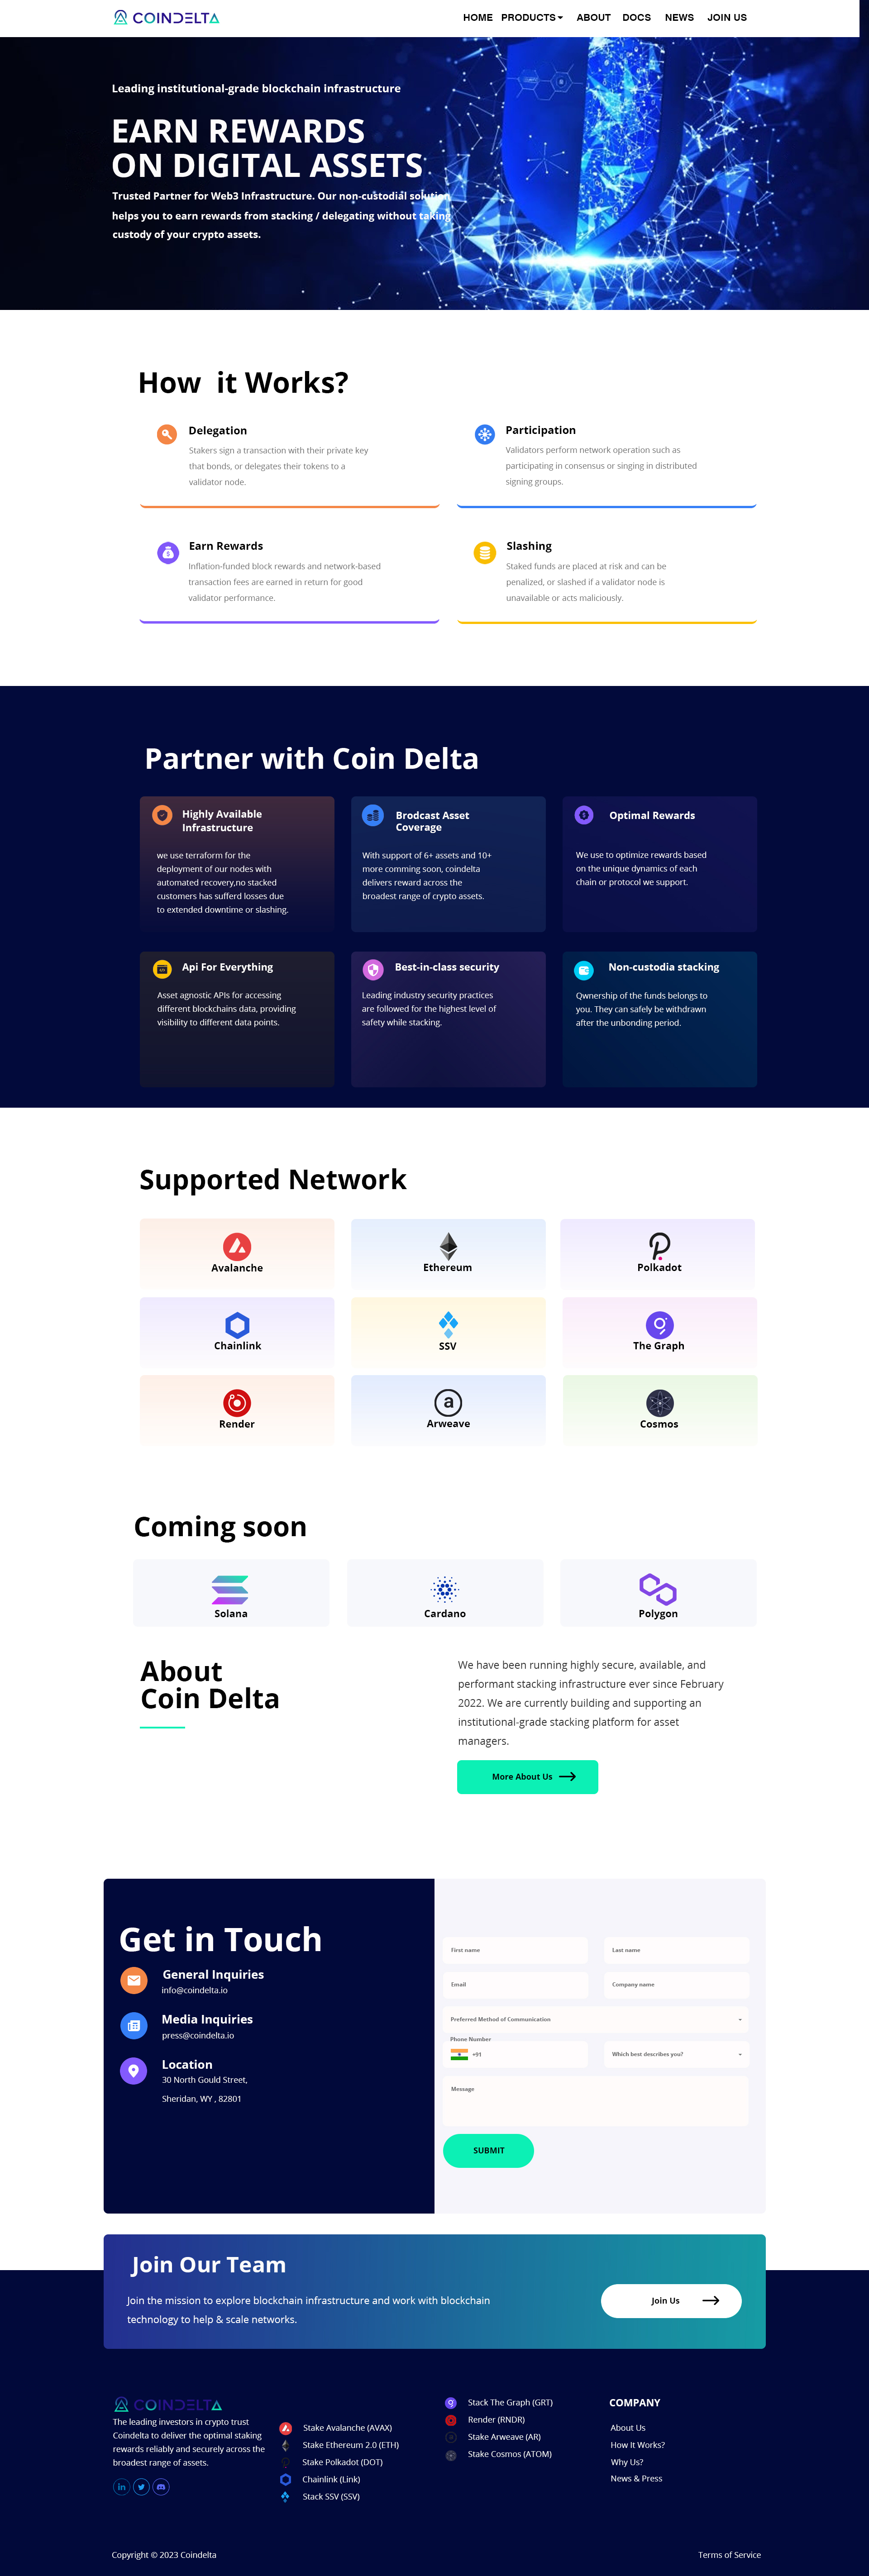 COINDELTA
HOME PRODUCTS ABOUT DOCS NEWS JOIN US
Leading institutional-grade blockchain infrastructure
EARN REWARDS
ON DIGITAL ASSETS
Trusted Partner for Web3 Infrastructure. Our non-custodial solution
helps you to earn rewards from stacking / delegating without taking
custody of your crypto assets.
How it Works?
Delegation
Stakers sign a transaction with their private key
that bonds, or delegates their tokens to a
validator node.
Participation
Validators perform network operation such as
participating in consensus or singing in distributed
signing groups.
Earn Rewards
Inflation-funded block rewards and network-based
transaction fees are earned in return for good
validator performance.
Slashing
Staked funds are placed at risk and can be
penalized, or slashed if a validator node is
unavailable or acts maliciously.
Partner with Coin Delta
Highly Available
Infrastructure
we use terraform for the
deployment of our nodes with
automated recovery,no stacked
customers has sufferd losses due
to extended downtime or slashing.
Brodcast Asset
Coverage
With support of 6+ assets and 10+
more comming soon, coindelta
delivers reward across the
broadest range of crypto assets.
Optimal Rewards
We use to optimize rewards based
on the unique dynamics of each
chain or protocol we support.
Api For Everything
Asset agnostic APIs for accessing
different blockchains data, providing
visibility to different data points.
Best-in-class security
Leading industry security practices
are followed for the highest level of
safety while stacking.
Non-custodia stacking
Qwnership of the funds belongs to
you. They can safely be withdrawn
after the unbonding period.
Supported Network
Avalanche
Ethereum
Polkadot
Chainlink
SSV
The Graph
Render
Arweave
Cosmos
Coming soon
Solana
Cardano
Polygon
About
Coin Delta
We have been running highly secure, available, and
performant stacking infrastructure ever since February
2022. We are currently building and supporting an
institutional-grade stacking platform for asset
managers.
More About Us
Get in Touch
General Inquiries
info@coindelta.io
Media Inquiries
press@coindelta.io
Location
30 North Gould Street,
Sheridan, WY , 82801
First name
Last name
Email
Company name
Preferred Method of Communication
Phone Number
+91
Which best describes you?
Message
SUBMIT
Join Our Team
Join the mission to explore blockchain infrastructure and work with blockchain
technology to help & scale networks.
Join Us
COINDELTA
The leading investors in crypto trust
Coindelta to deliver the optimal staking
rewards reliably and securely across the
broadest range of assets.
Stake Avalanche (AVAX)
Stake Ethereum 2.0 (ETH)
Stake Polkadot (DOT)
Chainlink (Link)
Stack SSV (SSV)
Stack The Graph (GRT)
Render (RNDR)
Stake Arweave (AR)
Stake Cosmos (ATOM)
COMPANY
About Us
How It Works?
Why Us?
News & Press
Copyright © 2023 Coindelta
Terms of Service